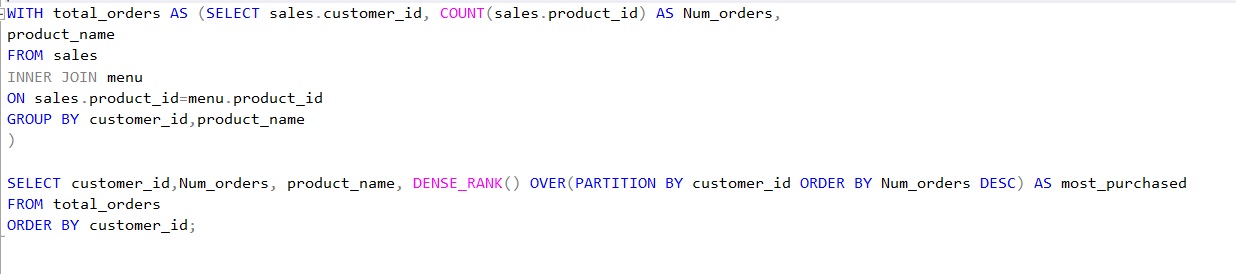 WITH total_orders AS (SELECT sales.customer_id, COUNT(sales.product_id) AS Num_orders,
product_name
FROM sales
INNER JOIN menu
ON sales.product_id=menu.product_id
GROUP BY customer_id,product_name
)
SELECT customer_id,Num_orders, product_name, DENSE_RANK() OVER(PARTITION BY customer_id ORDER BY Num_orders DESC) AS most_purchased
FROM total_orders
ORDER BY customer_id;